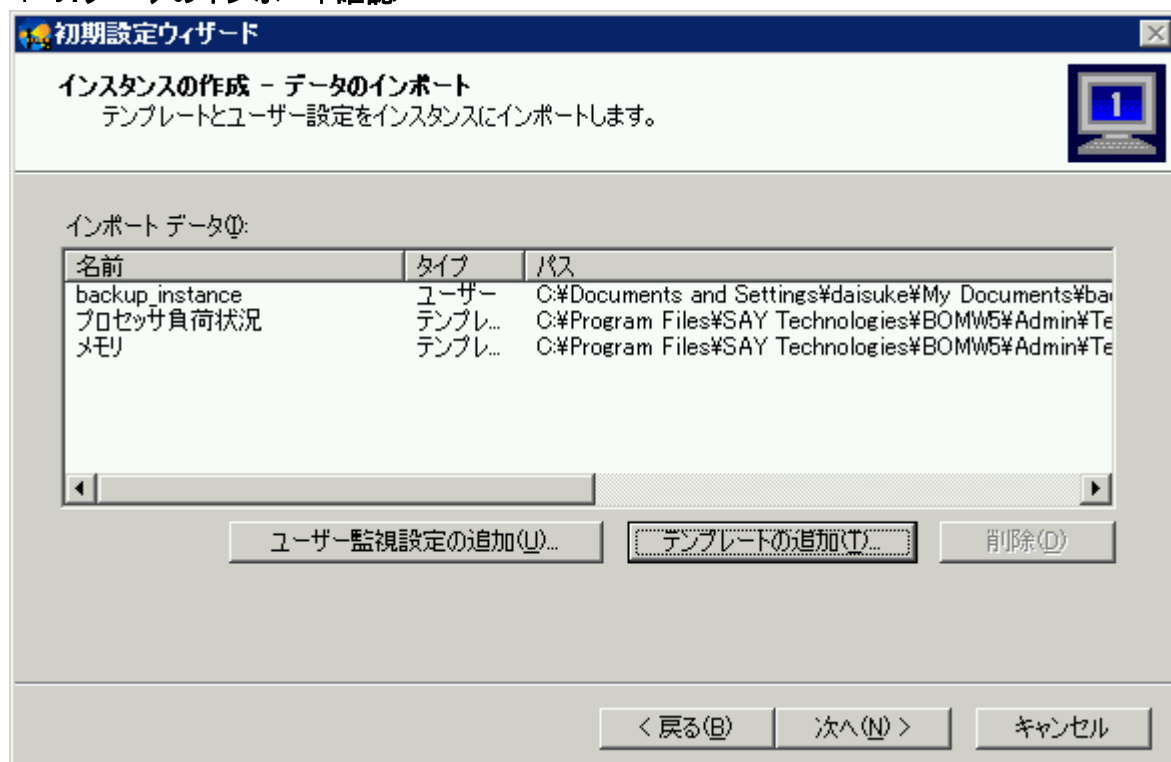 初期設定ウィザード
インスタンスの作成 - データのインポート
テンプレートとユーザー設定をインスタンスにインポートします。
1
インポート データ(I):
名前 タイプ パス
backup_instance ユーザー C:¥Documents and Settings¥daisuke¥My Documents¥ba
プロセッサ負荷状況 テンプレ... C:¥Program Files¥SAY Technologies¥BOMW5¥Admin¥Te
メモリ テンプレ... C:¥Program Files¥SAY Technologies¥BOMW5¥Admin¥Te
ユーザー監視設定の追加(U)... テンプレートの追加(T)... 削除(D)
< 戻る(B) 次へ(N) > キャンセル